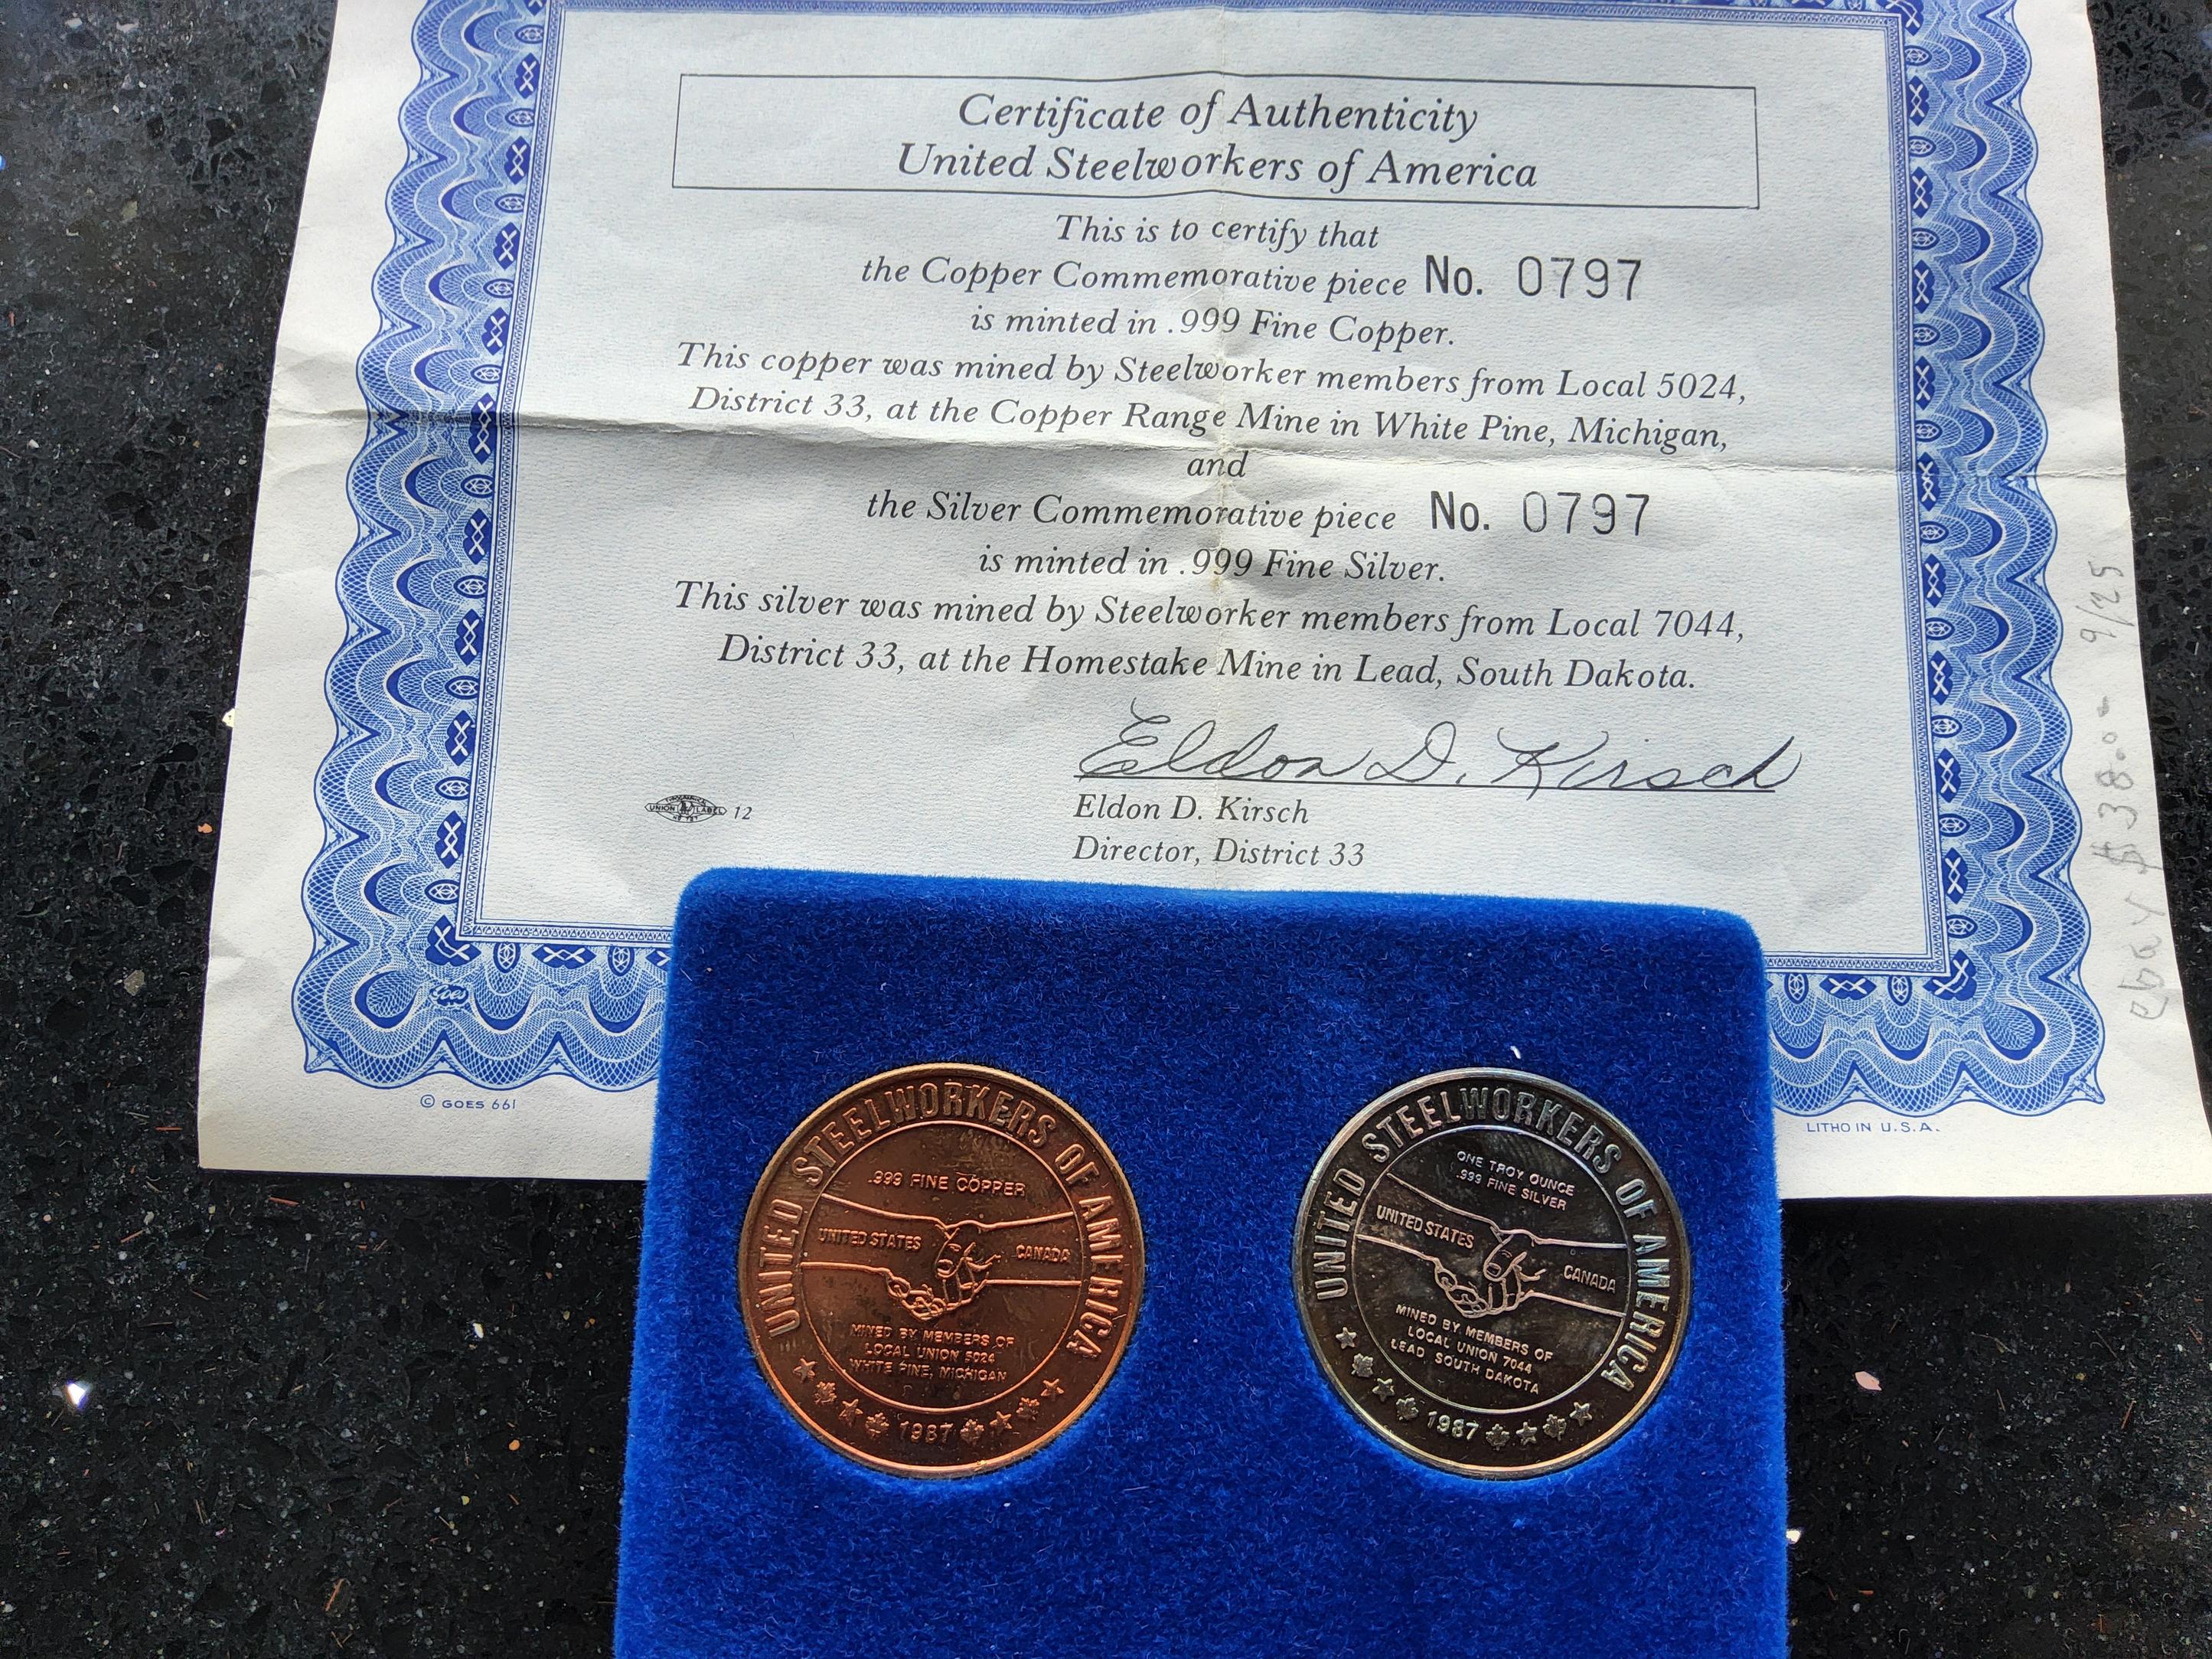 Certificate of Authenticity
United Steelworkers of America
This is to certify that
the Copper Commemorative piece No. 0797
is minted in .999 Fine Copper.
This copper was mined by Steelworker members from Local 5024,
District 33, at the Copper Range Mine in White Pine, Michigan,
and
the Silver Commemorative piece No. 0797
is minted in .999 Fine Silver.
This silver was mined by Steelworker members from Local 7044,
District 33, at the Homestake Mine in Lead, South Dakota.
Eldon D. Kirsch
Eldon D. Kirsch
Director, District 33
UNION LABEL 12
Goes
© GOES 661
LITHO IN U.S.A.
ebay $38.00 9/25
UNITED STEELWORKERS OF AMERICA
.999 FINE COPPER
UNITED STATES CANADA
MINED BY MEMBERS OF
LOCAL UNION 5024
WHITE PINE, MICHIGAN
1987
UNITED STEELWORKERS OF AMERICA
ONE TROY OUNCE
.999 FINE SILVER
UNITED STATES CANADA
MINED BY MEMBERS OF
LOCAL UNION 7044
LEAD, SOUTH DAKOTA
1987